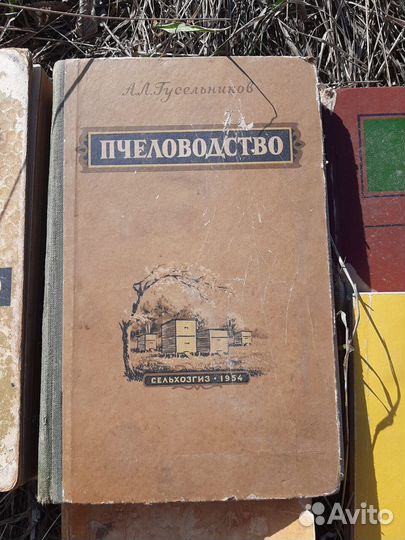 А.Л.Гусельников
ПЧЕЛОВОДСТВО
СЕЛЬХОЗГИЗ • 1954
Avito